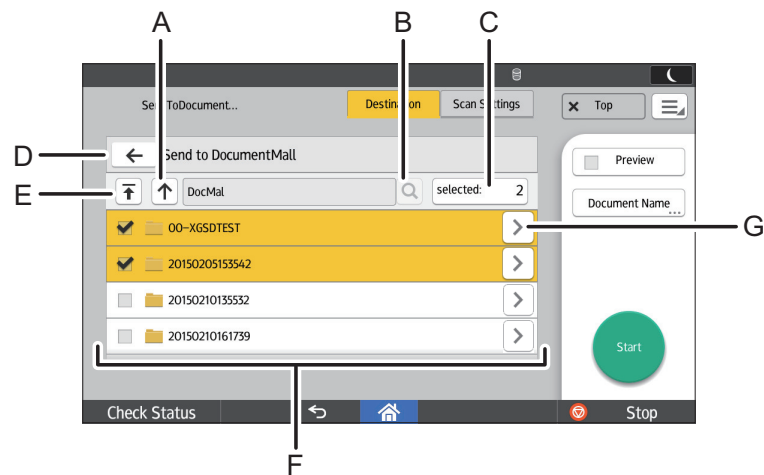 A B C
Send ToDocument... Destination Scan Settings × Top
D Send to DocumentMall Preview
E DocMal selected: 2 Document Name ...
00-XGSDTEST G
20150205153542
20150210135532
20150210161739 Start
Check Status Stop
F